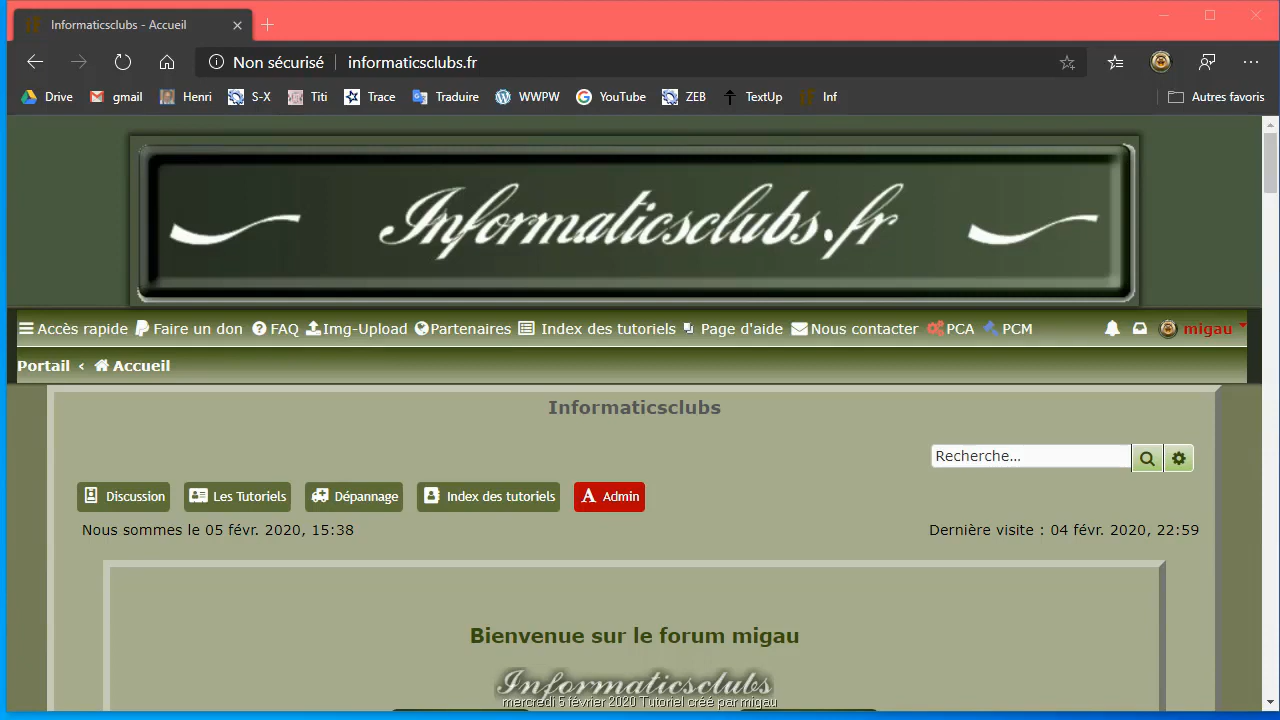 Informaticsclubs - Accueil
Non sécurisé informaticsclubs.fr
Drive gmail Henri S-X Titi Trace Traduire WWPW YouTube ZEB TextUp Inf Autres favoris
Informaticsclubs.fr
Accès rapide Faire un don FAQ Img-Upload Partenaires Index des tutoriels Page d'aide Nous contacter PCA PCM migau
Portail ‹ Accueil
Informaticsclubs
Recherche…
Discussion Les Tutoriels Dépannage Index des tutoriels Admin
Nous sommes le 05 févr. 2020, 15:38 Dernière visite : 04 févr. 2020, 22:59
Bienvenue sur le forum migau
Informaticsclubs
mercredi 5 février 2020 Tutoriel créé par migau